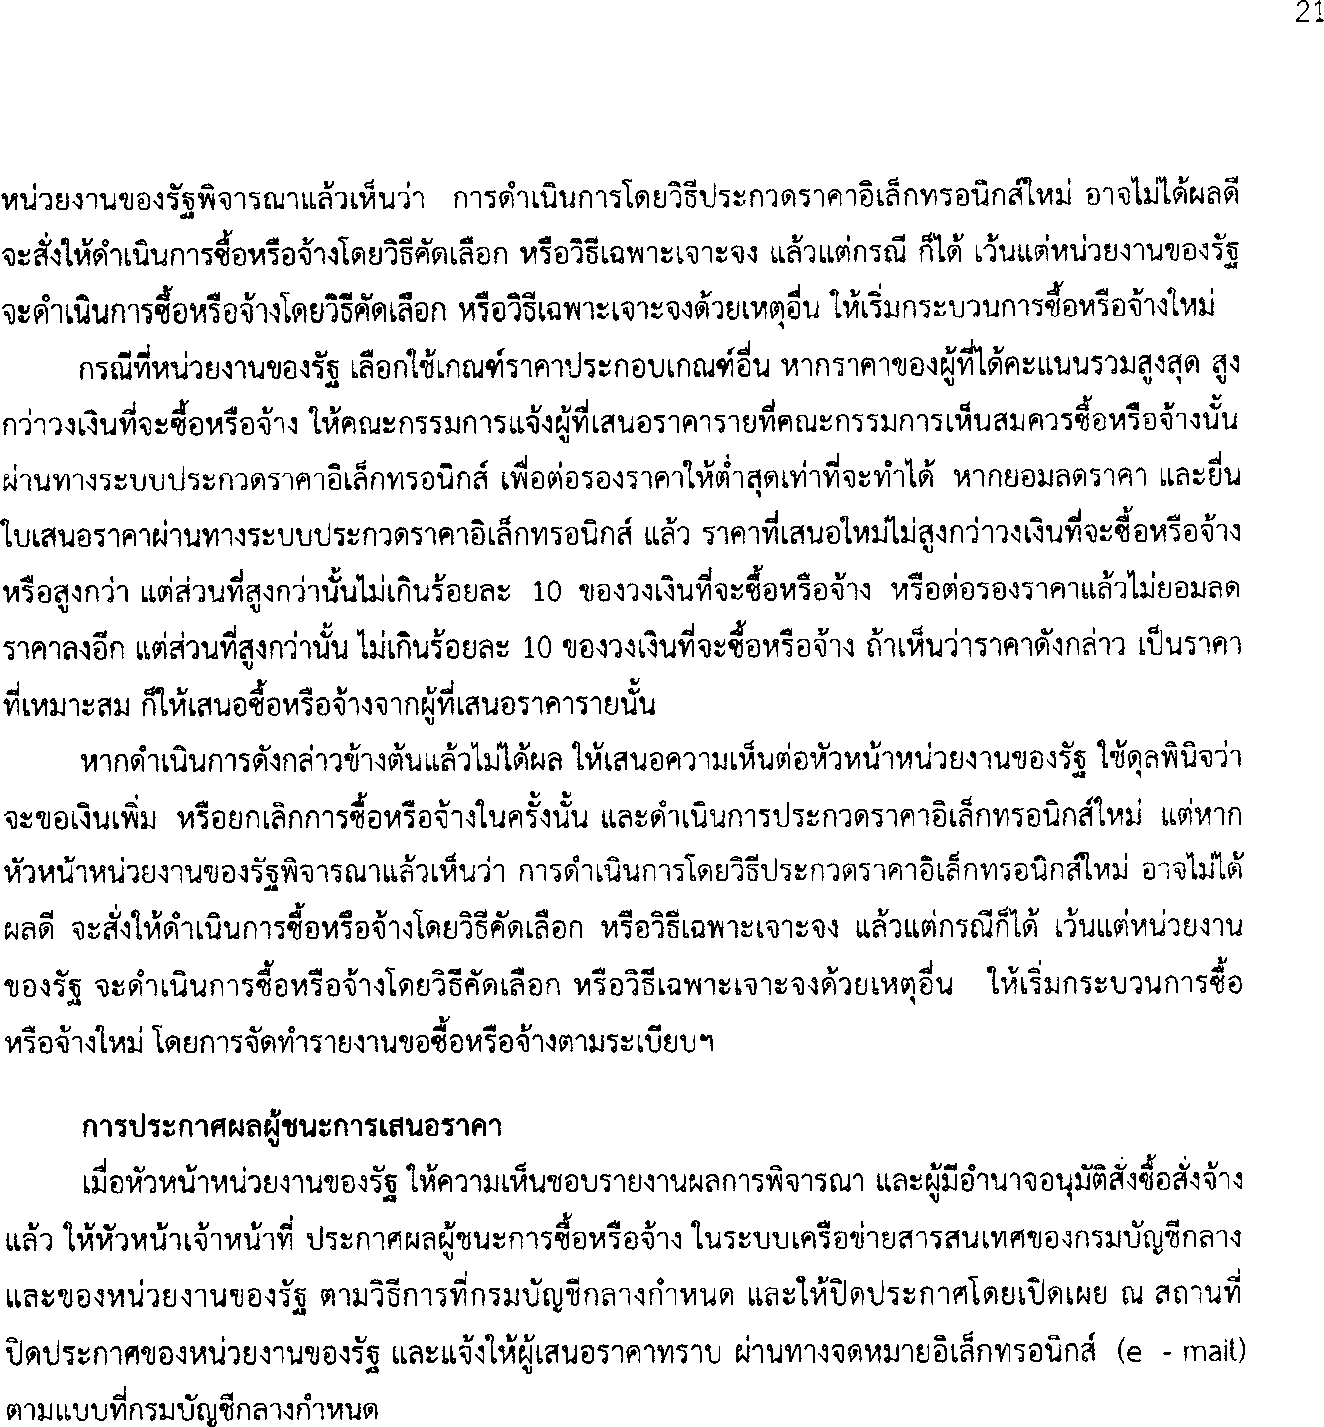 21
หน่วยงานของรัฐพิจารณาแล้วเห็นว่า การดำเนินการโดยวิธีประกวดราคาอิเล็กทรอนิกส์ใหม่ อาจไม่ได้ผลดี
จะสั่งให้ดำเนินการซื้อหรือจ้างโดยวิธีคัดเลือก หรือวิธีเฉพาะเจาะจง แล้วแต่กรณี ก็ได้ เว้นแต่หน่วยงานของรัฐ
จะดำเนินการซื้อหรือจ้างโดยวิธีคัดเลือก หรือวิธีเฉพาะเจาะจงด้วยเหตุอื่น ให้เริ่มกระบวนการซื้อหรือจ้างใหม่
กรณีที่หน่วยงานของรัฐ เลือกใช้เกณฑ์ราคาประกอบเกณฑ์อื่น หากราคาของผู้ที่ได้คะแนนรวมสูงสุด สูง
กว่าวงเงินที่จะซื้อหรือจ้าง ให้คณะกรรมการแจ้งผู้ที่เสนอราคารายที่คณะกรรมการเห็นสมควรซื้อหรือจ้างนั้น
ผ่านทางระบบประกวดราคาอิเล็กทรอนิกส์ เพื่อต่อรองราคาให้ต่ำสุดเท่าที่จะทำได้ หากยอมลดราคา และยื่น
ใบเสนอราคาผ่านทางระบบประกวดราคาอิเล็กทรอนิกส์ แล้ว ราคาที่เสนอใหม่ไม่สูงกว่าวงเงินที่จะซื้อหรือจ้าง
หรือสูงกว่า แต่ส่วนที่สูงกว่านั้นไม่เกินร้อยละ 10 ของวงเงินที่จะซื้อหรือจ้าง หรือต่อรองราคาแล้วไม่ยอมลด
ราคาลงอีก แต่ส่วนที่สูงกว่านั้น ไม่เกินร้อยละ 10 ของวงเงินที่จะซื้อหรือจ้าง ถ้าเห็นว่าราคาดังกล่าว เป็นราคา
ที่เหมาะสม ก็ให้เสนอซื้อหรือจ้างจากผู้ที่เสนอราคารายนั้น
หากดำเนินการดังกล่าวข้างต้นแล้วไม่ได้ผล ให้เสนอความเห็นต่อหัวหน้าหน่วยงานของรัฐ ใช้ดุลพินิจว่า
จะขอเงินเพิ่ม หรือยกเลิกการซื้อหรือจ้างในครั้งนั้น และดำเนินการประกวดราคาอิเล็กทรอนิกส์ใหม่ แต่หาก
หัวหน้าหน่วยงานของรัฐพิจารณาแล้วเห็นว่า การดำเนินการโดยวิธีประกวดราคาอิเล็กทรอนิกส์ใหม่ อาจไม่ได้
ผลดี จะสั่งให้ดำเนินการซื้อหรือจ้างโดยวิธีคัดเลือก หรือวิธีเฉพาะเจาะจง แล้วแต่กรณีก็ได้ เว้นแต่หน่วยงาน
ของรัฐ จะดำเนินการซื้อหรือจ้างโดยวิธีคัดเลือก หรือวิธีเฉพาะเจาะจงด้วยเหตุอื่น ให้เริ่มกระบวนการซื้อ
หรือจ้างใหม่ โดยการจัดทำรายงานขอซื้อหรือจ้างตามระเบียบฯ
การประกาศผลผู้ชนะการเสนอราคา
เมื่อหัวหน้าหน่วยงานของรัฐ ให้ความเห็นชอบรายงานผลการพิจารณา และผู้มีอำนาจอนุมัติสั่งซื้อสั่งจ้าง
แล้ว ให้หัวหน้าเจ้าหน้าที่ ประกาศผลผู้ชนะการซื้อหรือจ้าง ในระบบเครือข่ายสารสนเทศของกรมบัญชีกลาง
และของหน่วยงานของรัฐ ตามวิธีการที่กรมบัญชีกลางกำหนด และให้ปิดประกาศโดยเปิดเผย ณ สถานที่
ปิดประกาศของหน่วยงานของรัฐ และแจ้งให้ผู้เสนอราคาทราบ ผ่านทางจดหมายอิเล็กทรอนิกส์ (e - mail)
ตามแบบที่กรมบัญชีกลางกำหนด